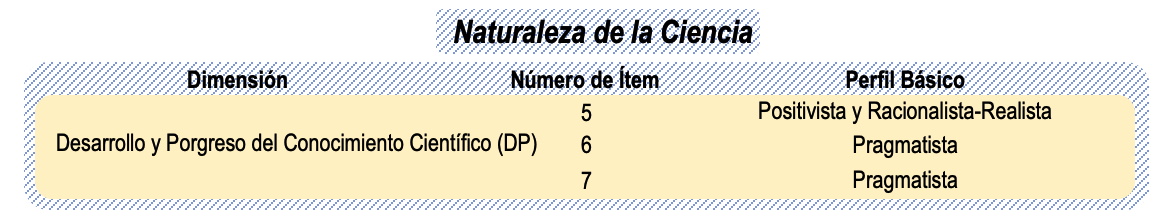 Naturaleza de la Ciencia
Dimensión Número de Ítem Perfil Básico
5 Positivista y Racionalista-Realista
Desarrollo y Porgreso del Conocimiento Científico (DP) 6 Pragmatista
7 Pragmatista